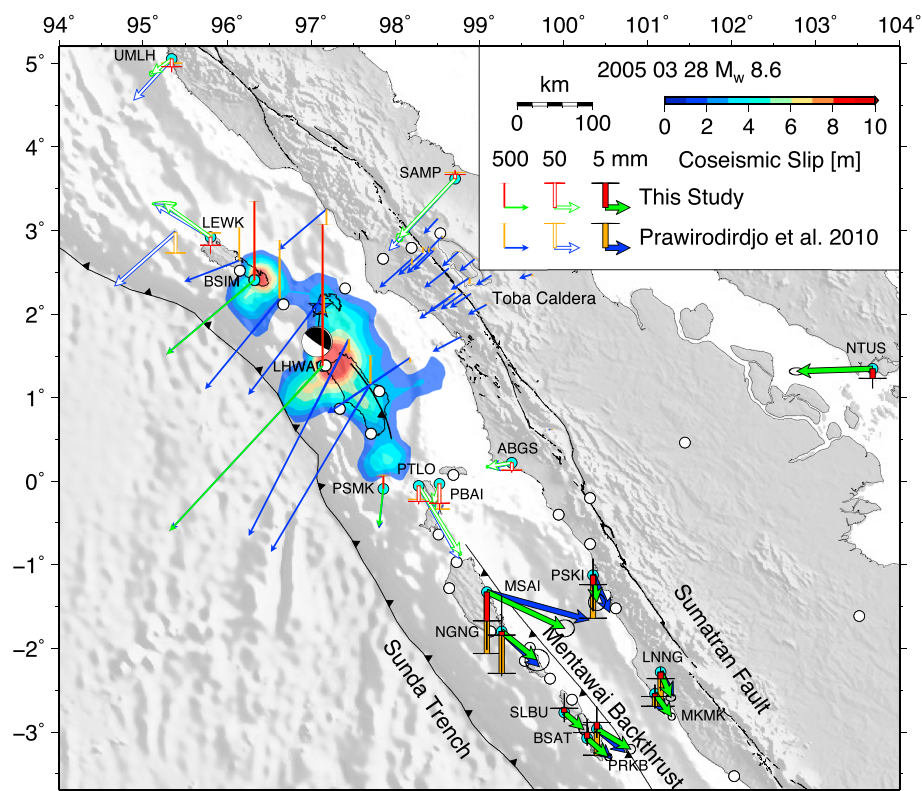 94° 95° 96° 97° 98° 99° 100° 101° 102° 103° 104°
5°
4°
3°
2°
1°
0°
−1°
−2°
−3°
km
0 100
2005 03 28 Mw 8.6
0 2 4 6 8 10
Coseismic Slip [m]
500 50 5 mm
This Study
Prawirodirdjo et al. 2010
UMLH
SAMP
LEWK
BSIM
Toba Caldera
NTUS
LHWA
ABGS
PTLO
PSMK
PBAI
PSKI
MSAI
NGNG
Sumatran Fault
Mentawai Backthrust
Sunda Trench
LNNG
MKMK
SLBU
BSAT
PRKB